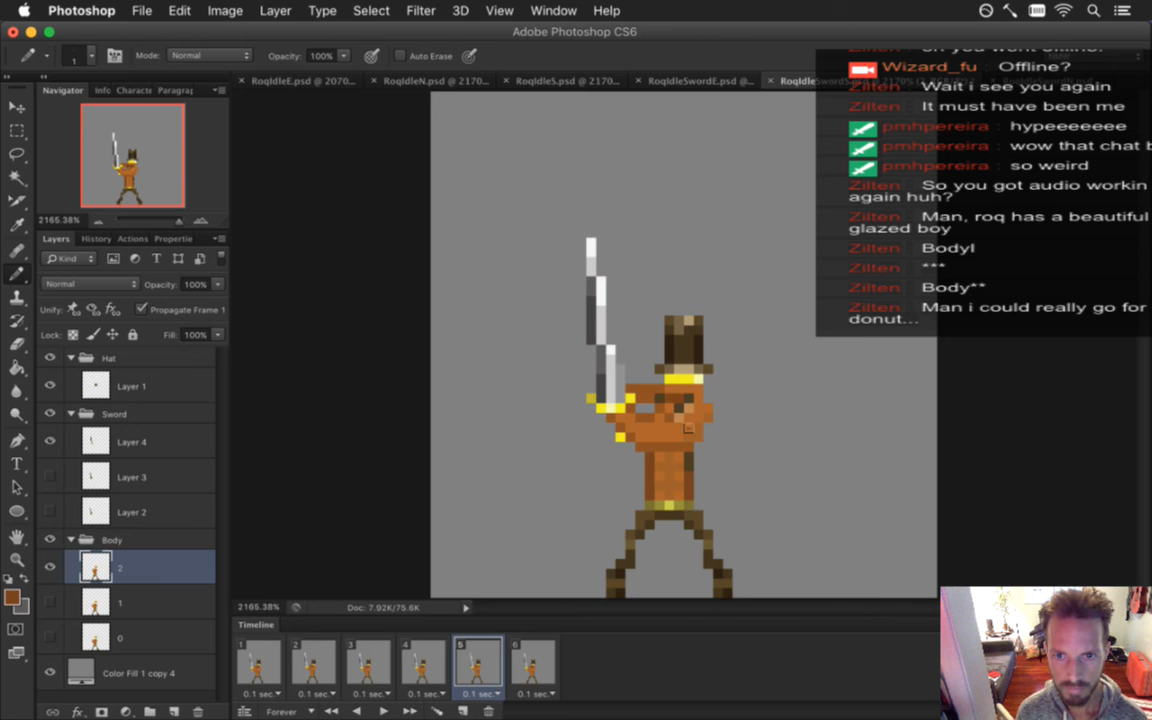 Photoshop File Edit Image Layer Type Select Filter 3D View Window Help
Adobe Photoshop CS6
1 Mode: Normal Opacity: 100% Auto Erase
RoqIdleE.psd @ 2070... RoqIdleN.psd @ 2170... RoqIdleS.psd @ 2170... RoqIdleSwordE.psd @...
Navigator Info Characte Paragra
2165.38%
Layers History Actions Propertie
Kind
Normal Opacity: 100%
Unify: Propagate Frame 1
Lock: Fill: 100%
Hat
Layer 1
Sword
Layer 4
Layer 3
Layer 2
Body
2
1
0
Color Fill 1 copy 4
Wizard_fu : Offline?
Zilten Wait i see you again
Zilten It must have been me
pmhpereira : hypeeeeeee
pmhpereira : wow that chat b
pmhpereira : so weird
Zilten So you got audio workin
again huh?
Zilten Man, roq has a beautiful
glazed boy
Zilten Body!
Zilten ***
Zilten Body**
Zilten Man i could really go for
donut...
2165.38% Doc: 7.92K/75.6K
Timeline
1 2 3 4 5 6
0.1 sec. 0.1 sec. 0.1 sec. 0.1 sec. 0.1 sec. 0.1 sec.
Forever